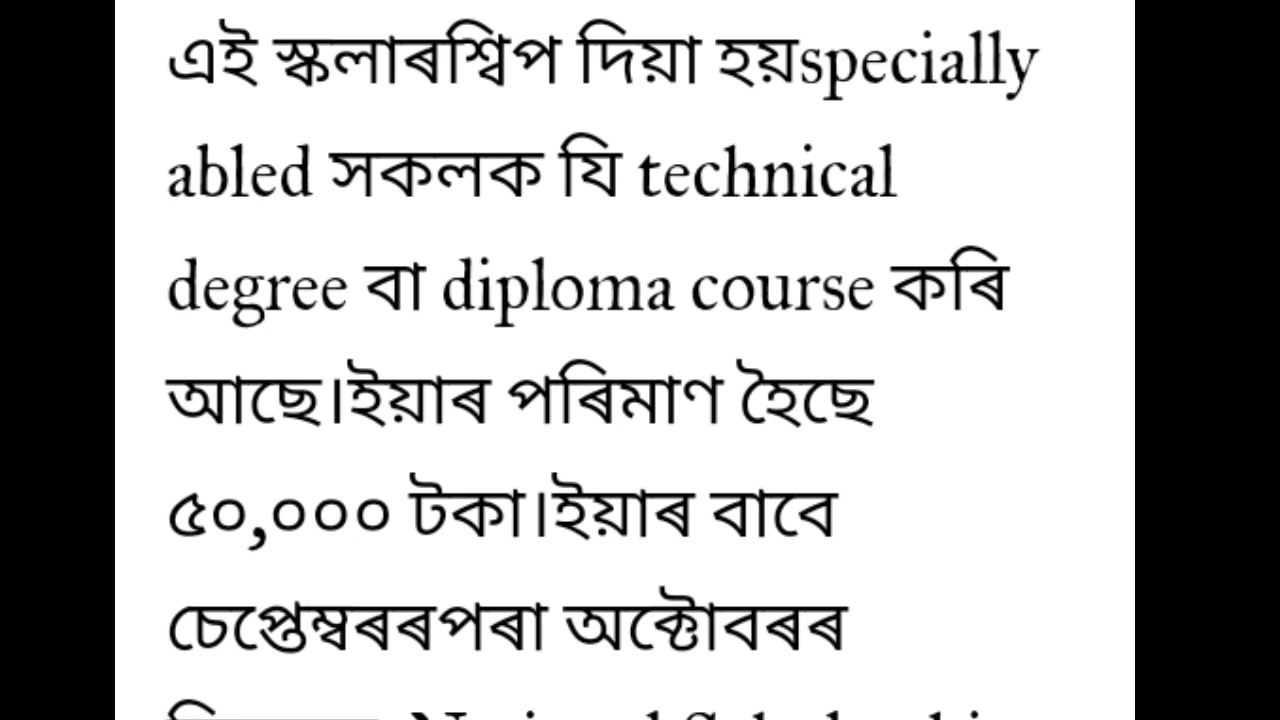 এই স্কলাৰশ্বিপ দিয়া হয়specially
abled সকলক যি technical
degree বা diploma course কৰি
আছে।ইয়াৰ পৰিমাণ হৈছে
৫০,০০০ টকা।ইয়াৰ বাবে
চেপ্তেম্বৰৰপৰা অক্টোবৰৰ